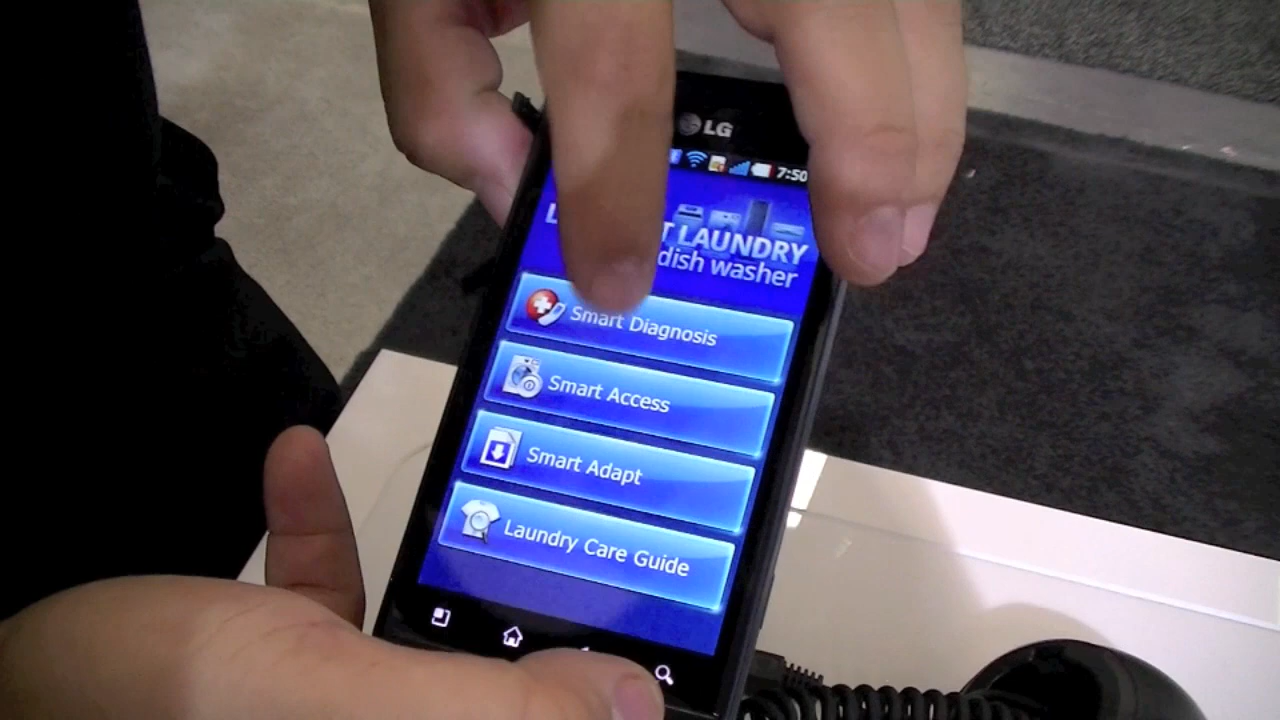 LG
7:50
T LAUNDRY
dish washer
Smart Diagnosis
Smart Access
Smart Adapt
Laundry Care Guide